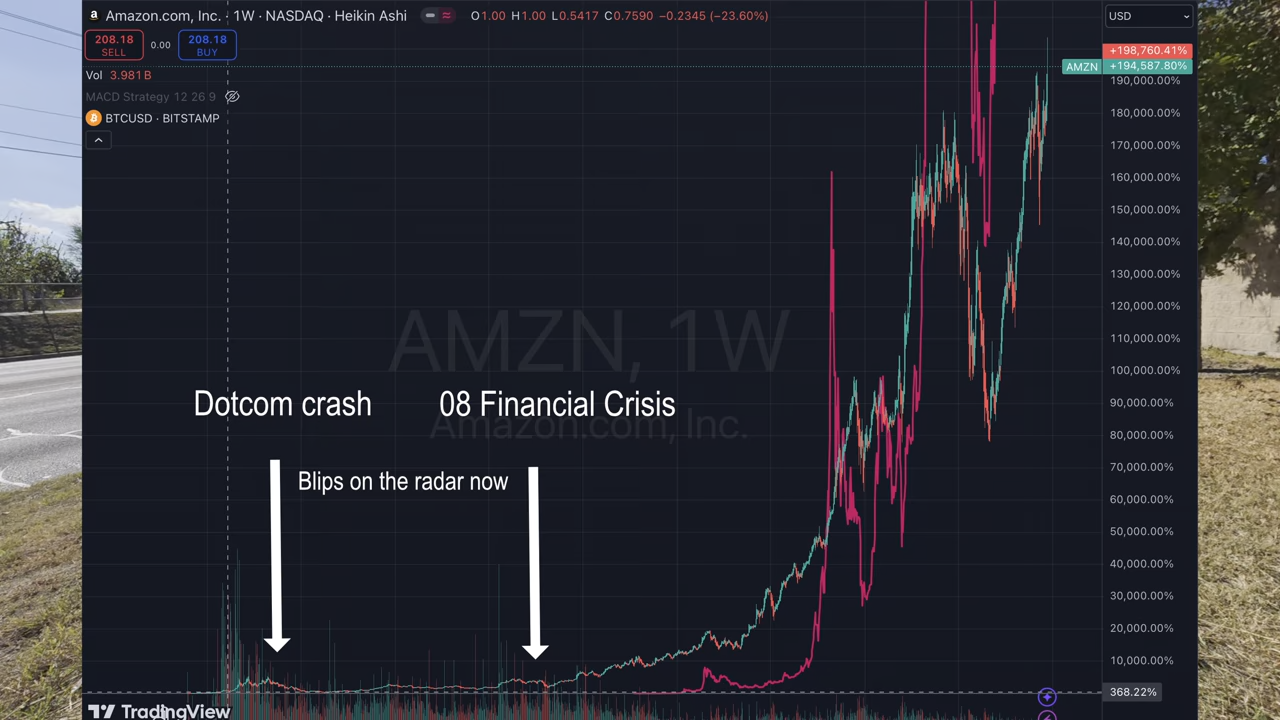 Amazon.com, Inc. · 1W · NASDAQ · Heikin Ashi
O1.00 H1.00 L0.5417 C0.7590 −0.2345 (−23.60%)
USD
208.18
SELL
0.00
208.18
BUY
Vol 3.981B
MACD Strategy 12 26 9
BTCUSD · BITSTAMP
+198,760.41%
AMZN +194,587.80%
190,000.00%
180,000.00%
170,000.00%
160,000.00%
150,000.00%
140,000.00%
130,000.00%
120,000.00%
110,000.00%
100,000.00%
90,000.00%
80,000.00%
70,000.00%
60,000.00%
50,000.00%
40,000.00%
30,000.00%
20,000.00%
10,000.00%
368.22%
AMZN, 1W
Amazon.com, Inc.
Dotcom crash
08 Financial Crisis
Blips on the radar now
TradingView